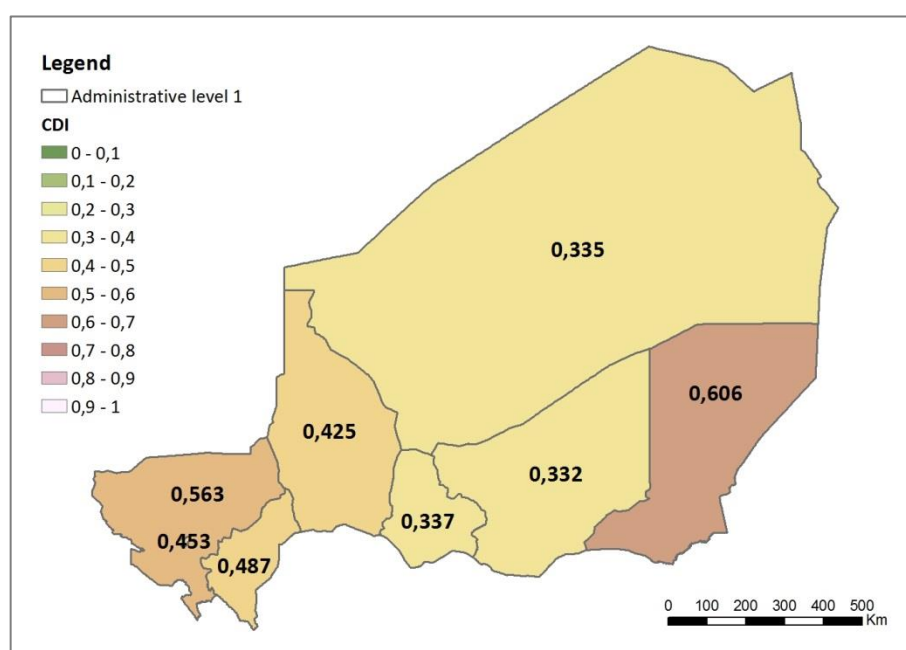 Legend
Administrative level 1
CDI
0 - 0,1
0,1 - 0,2
0,2 - 0,3
0,3 - 0,4
0,4 - 0,5
0,5 - 0,6
0,6 - 0,7
0,7 - 0,8
0,8 - 0,9
0,9 - 1
0,335
0,606
0,425
0,332
0,563
0,337
0,453
0,487
0 100 200 300 400 500
Km